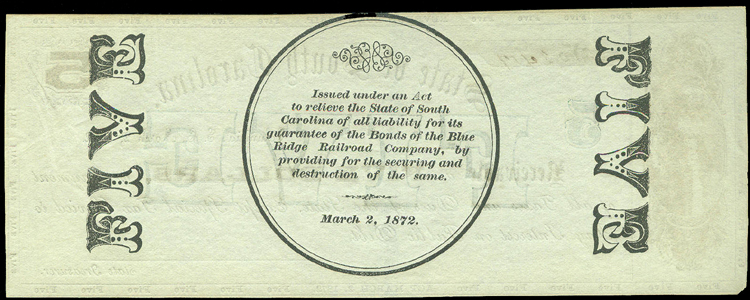 FIVE
Issued under an Act
to relieve the State of South
Carolina of all liability for its
guarantee of the Bonds of the Blue
Ridge Railroad Company, by
providing for the securing and
destruction of the same.
March 2, 1872.
FIVE